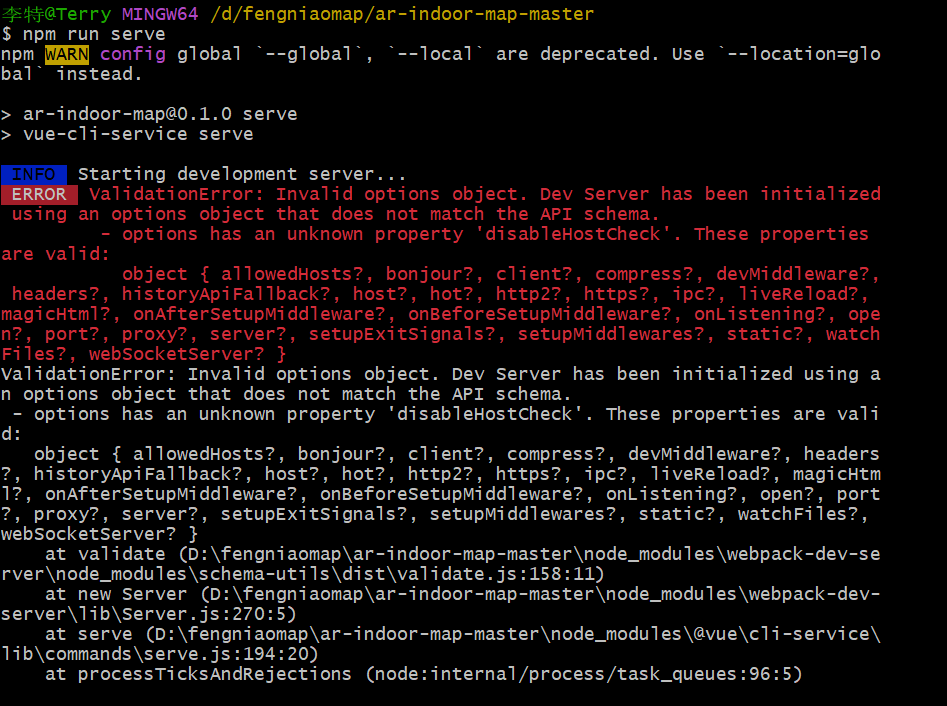 李特@Terry MINGW64 /d/fengniaomap/ar-indoor-map-master
$ npm run serve
npm WARN config global `--global`, `--local` are deprecated. Use `--location=glo
bal` instead.
> ar-indoor-map@0.1.0 serve
> vue-cli-service serve
INFO Starting development server...
ERROR ValidationError: Invalid options object. Dev Server has been initialized
using an options object that does not match the API schema.
- options has an unknown property 'disableHostCheck'. These properties
are valid:
object { allowedHosts?, bonjour?, client?, compress?, devMiddleware?,
headers?, historyApiFallback?, host?, hot?, http2?, https?, ipc?, liveReload?,
magicHtml?, onAfterSetupMiddleware?, onBeforeSetupMiddleware?, onListening?, ope
n?, port?, proxy?, server?, setupExitSignals?, setupMiddlewares?, static?, watch
Files?, webSocketServer? }
ValidationError: Invalid options object. Dev Server has been initialized using a
n options object that does not match the API schema.
- options has an unknown property 'disableHostCheck'. These properties are vali
d:
object { allowedHosts?, bonjour?, client?, compress?, devMiddleware?, headers
?, historyApiFallback?, host?, hot?, http2?, https?, ipc?, liveReload?, magicHtm
l?, onAfterSetupMiddleware?, onBeforeSetupMiddleware?, onListening?, open?, port
?, proxy?, server?, setupExitSignals?, setupMiddlewares?, static?, watchFiles?,
webSocketServer? }
at validate (D:\fengniaomap\ar-indoor-map-master\node_modules\webpack-dev-se
rver\node_modules\schema-utils\dist\validate.js:158:11)
at new Server (D:\fengniaomap\ar-indoor-map-master\node_modules\webpack-dev-
server\lib\Server.js:270:5)
at serve (D:\fengniaomap\ar-indoor-map-master\node_modules\@vue\cli-service\
lib\commands\serve.js:194:20)
at processTicksAndRejections (node:internal/process/task_queues:96:5)